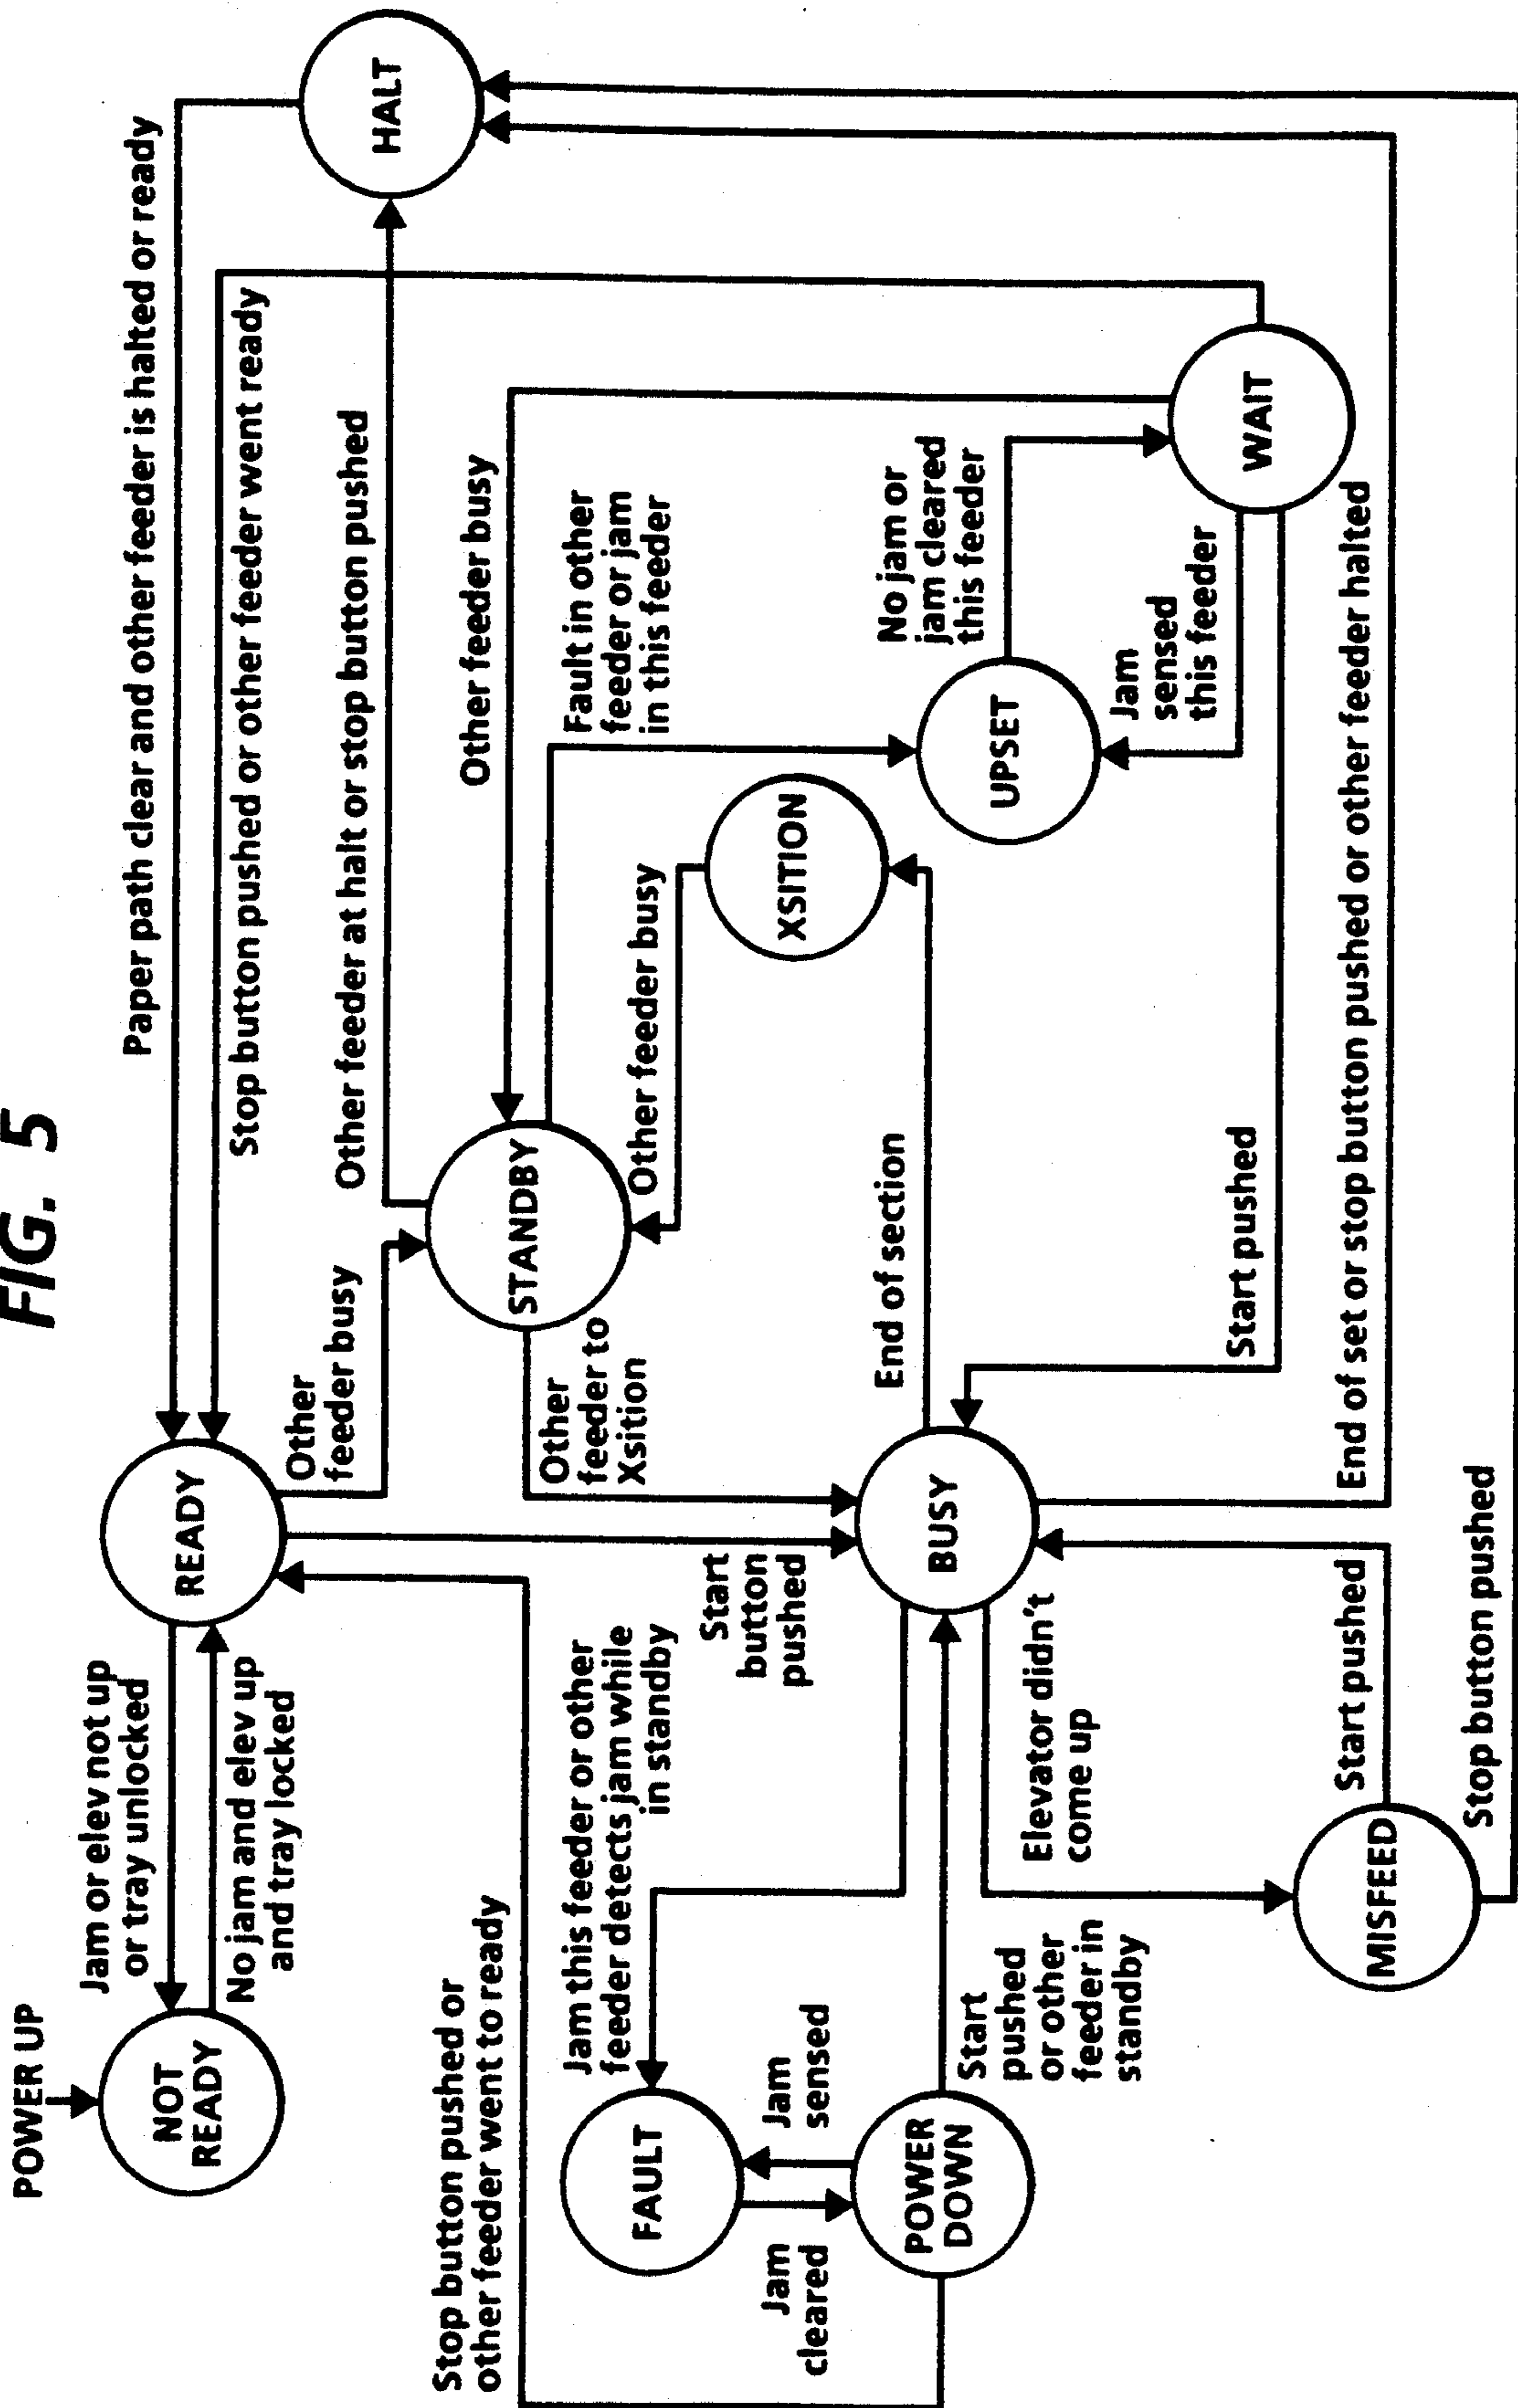 FIG. 5
POWER UP
NOT
READY
Jam or elev not up
or tray unlocked
No jam and elev up
and tray locked
READY
Paper path clear and other feeder is halted or ready
Stop button pushed or other feeder went ready
HALT
Other
feeder busy
Other feeder at halt or stop button pushed
STANDBY
Other feeder busy
Fault in other
feeder or jam
in this feeder
Other feeder busy
XSITION
Other
feeder to
Xsition
Stop button pushed or
other feeder went to ready
Jam this feeder or other
feeder detects jam while
in standby
Start
button
pushed
FAULT
Jam
cleared
Jam
sensed
POWER
DOWN
BUSY
End of section
UPSET
No jam or
jam cleared
this feeder
Jam
sensed
this feeder
WAIT
Start
pushed
or other
feeder in
standby
Elevator didn't
come up
Start pushed
MISFEED
Start pushed
End of set or stop button pushed or other feeder halted
Stop button pushed